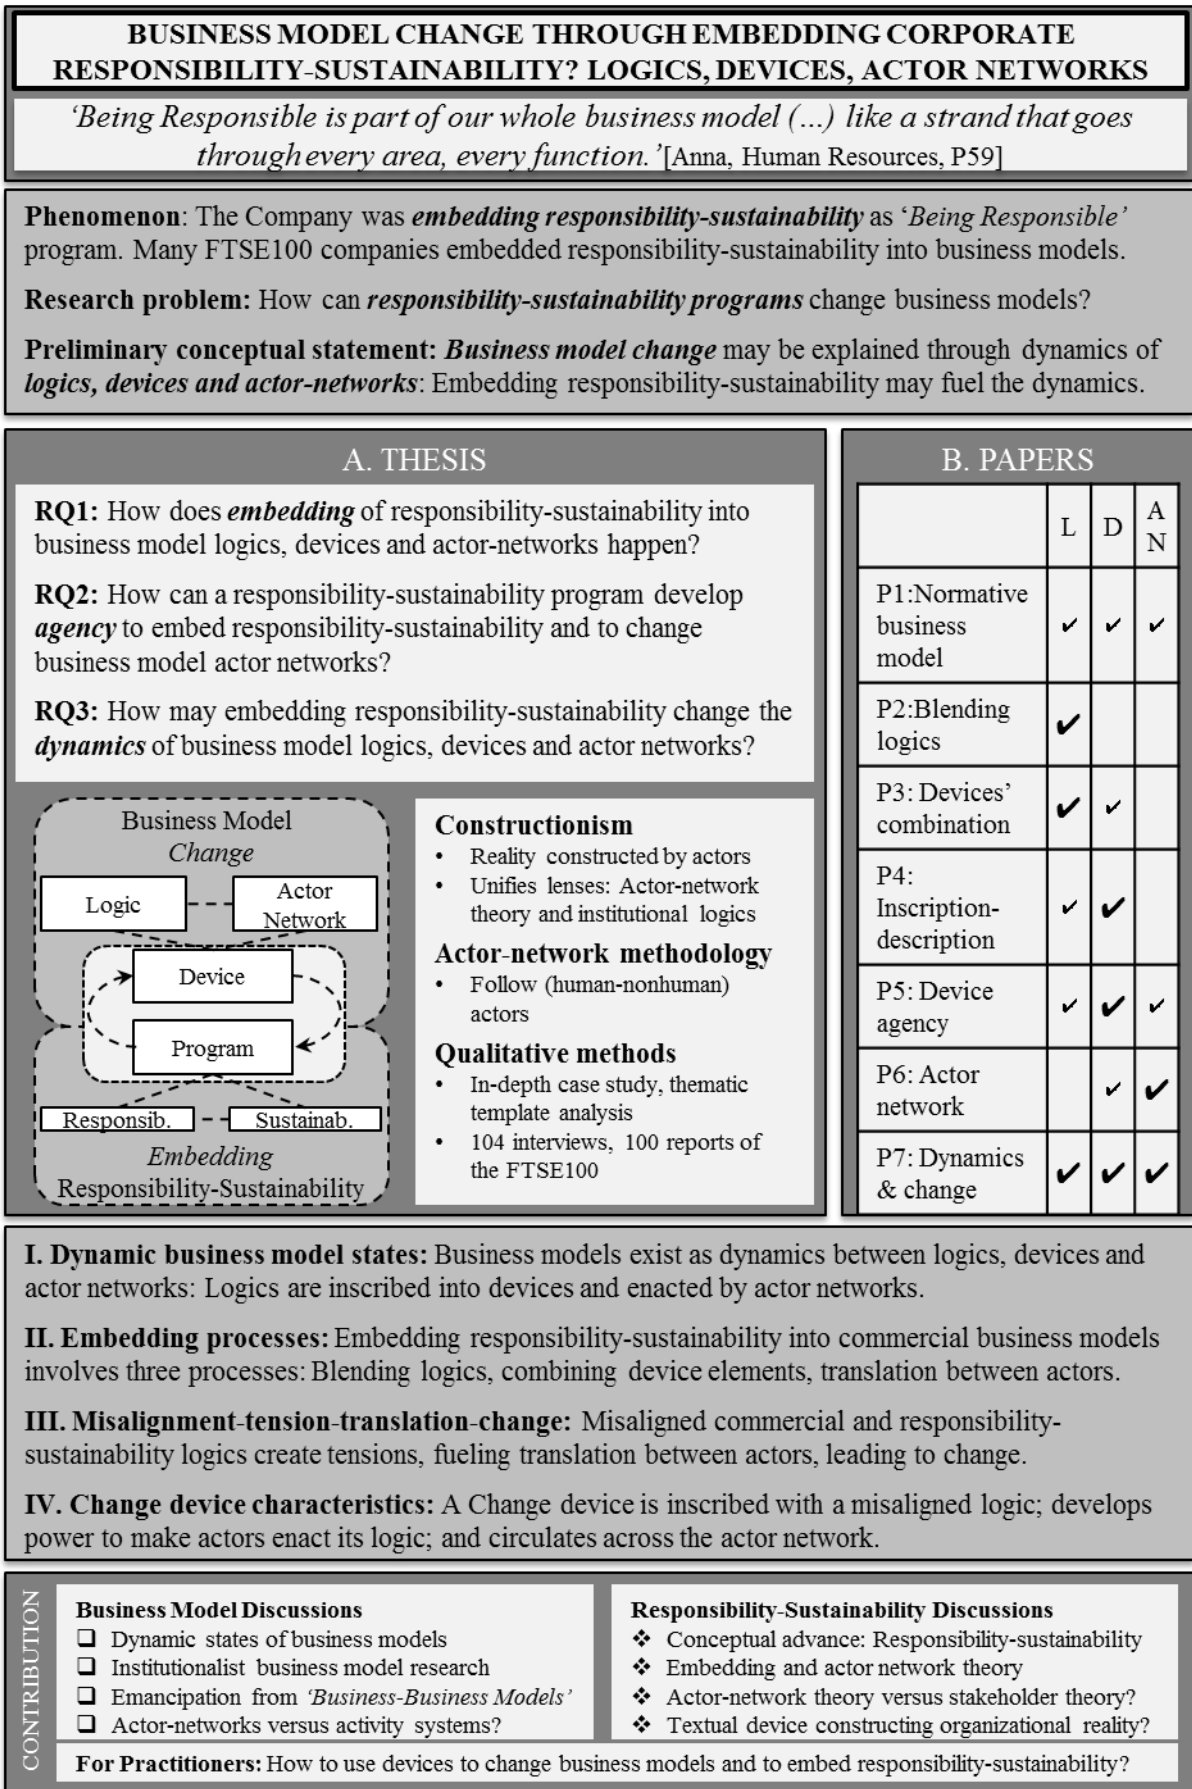 BUSINESS MODEL CHANGE THROUGH EMBEDDING CORPORATE
RESPONSIBILITY-SUSTAINABILITY? LOGICS, DEVICES, ACTOR NETWORKS
‘Being Responsible is part of our whole business model (…) like a strand that goes
through every area, every function.’ [Anna, Human Resources, P59]
Phenomenon: The Company was embedding responsibility-sustainability as ‘Being Responsible’
program. Many FTSE100 companies embedded responsibility-sustainability into business models.
Research problem: How can responsibility-sustainability programs change business models?
Preliminary conceptual statement: Business model change may be explained through dynamics of
logics, devices and actor-networks: Embedding responsibility-sustainability may fuel the dynamics.
A. THESIS
RQ1: How does embedding of responsibility-sustainability into
business model logics, devices and actor-networks happen?
RQ2: How can a responsibility-sustainability program develop
agency to embed responsibility-sustainability and to change
business model actor networks?
RQ3: How may embedding responsibility-sustainability change the
dynamics of business model logics, devices and actor networks?
Business Model
Change
Logic
Actor
Network
Device
Program
Responsib.
Sustainab.
Embedding
Responsibility-Sustainability
Constructionism
• Reality constructed by actors
• Unifies lenses: Actor-network
theory and institutional logics
Actor-network methodology
• Follow (human-nonhuman)
actors
Qualitative methods
• In-depth case study, thematic
template analysis
• 104 interviews, 100 reports of
the FTSE100
B. PAPERS
L D A
N
P1:Normative
business ✓ ✓ ✓
model
P2:Blending
logics ✓
P3: Devices’
combination ✓ ✓
P4:
Inscription- ✓ ✓
description
P5: Device
agency ✓ ✓ ✓
P6: Actor
network ✓ ✓
P7: Dynamics
& change ✓ ✓ ✓
I. Dynamic business model states: Business models exist as dynamics between logics, devices and
actor networks: Logics are inscribed into devices and enacted by actor networks.
II. Embedding processes: Embedding responsibility-sustainability into commercial business models
involves three processes: Blending logics, combining device elements, translation between actors.
III. Misalignment-tension-translation-change: Misaligned commercial and responsibility-
sustainability logics create tensions, fueling translation between actors, leading to change.
IV. Change device characteristics: A Change device is inscribed with a misaligned logic; develops
power to make actors enact its logic; and circulates across the actor network.
CONTRIBUTION
Business Model Discussions
❑ Dynamic states of business models
❑ Institutionalist business model research
❑ Emancipation from ‘Business-Business Models’
❑ Actor-networks versus activity systems?
Responsibility-Sustainability Discussions
❖ Conceptual advance: Responsibility-sustainability
❖ Embedding and actor network theory
❖ Actor-network theory versus stakeholder theory?
❖ Textual device constructing organizational reality?
For Practitioners: How to use devices to change business models and to embed responsibility-sustainability?